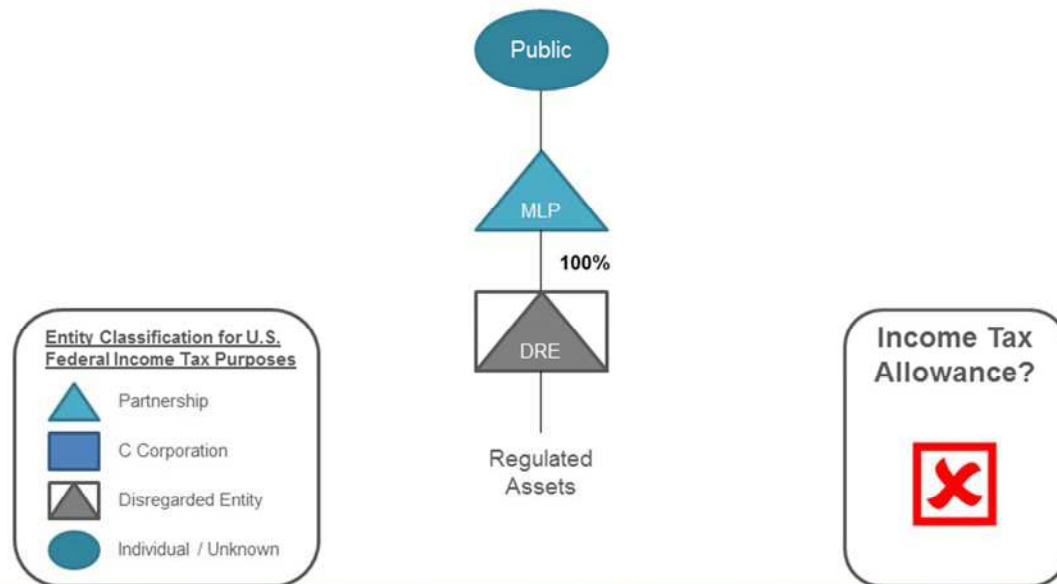 Public
MLP
100%
DRE
Regulated
Assets
Entity Classification for U.S.
Federal Income Tax Purposes
Partnership
C Corporation
Disregarded Entity
Individual / Unknown
Income Tax
Allowance?